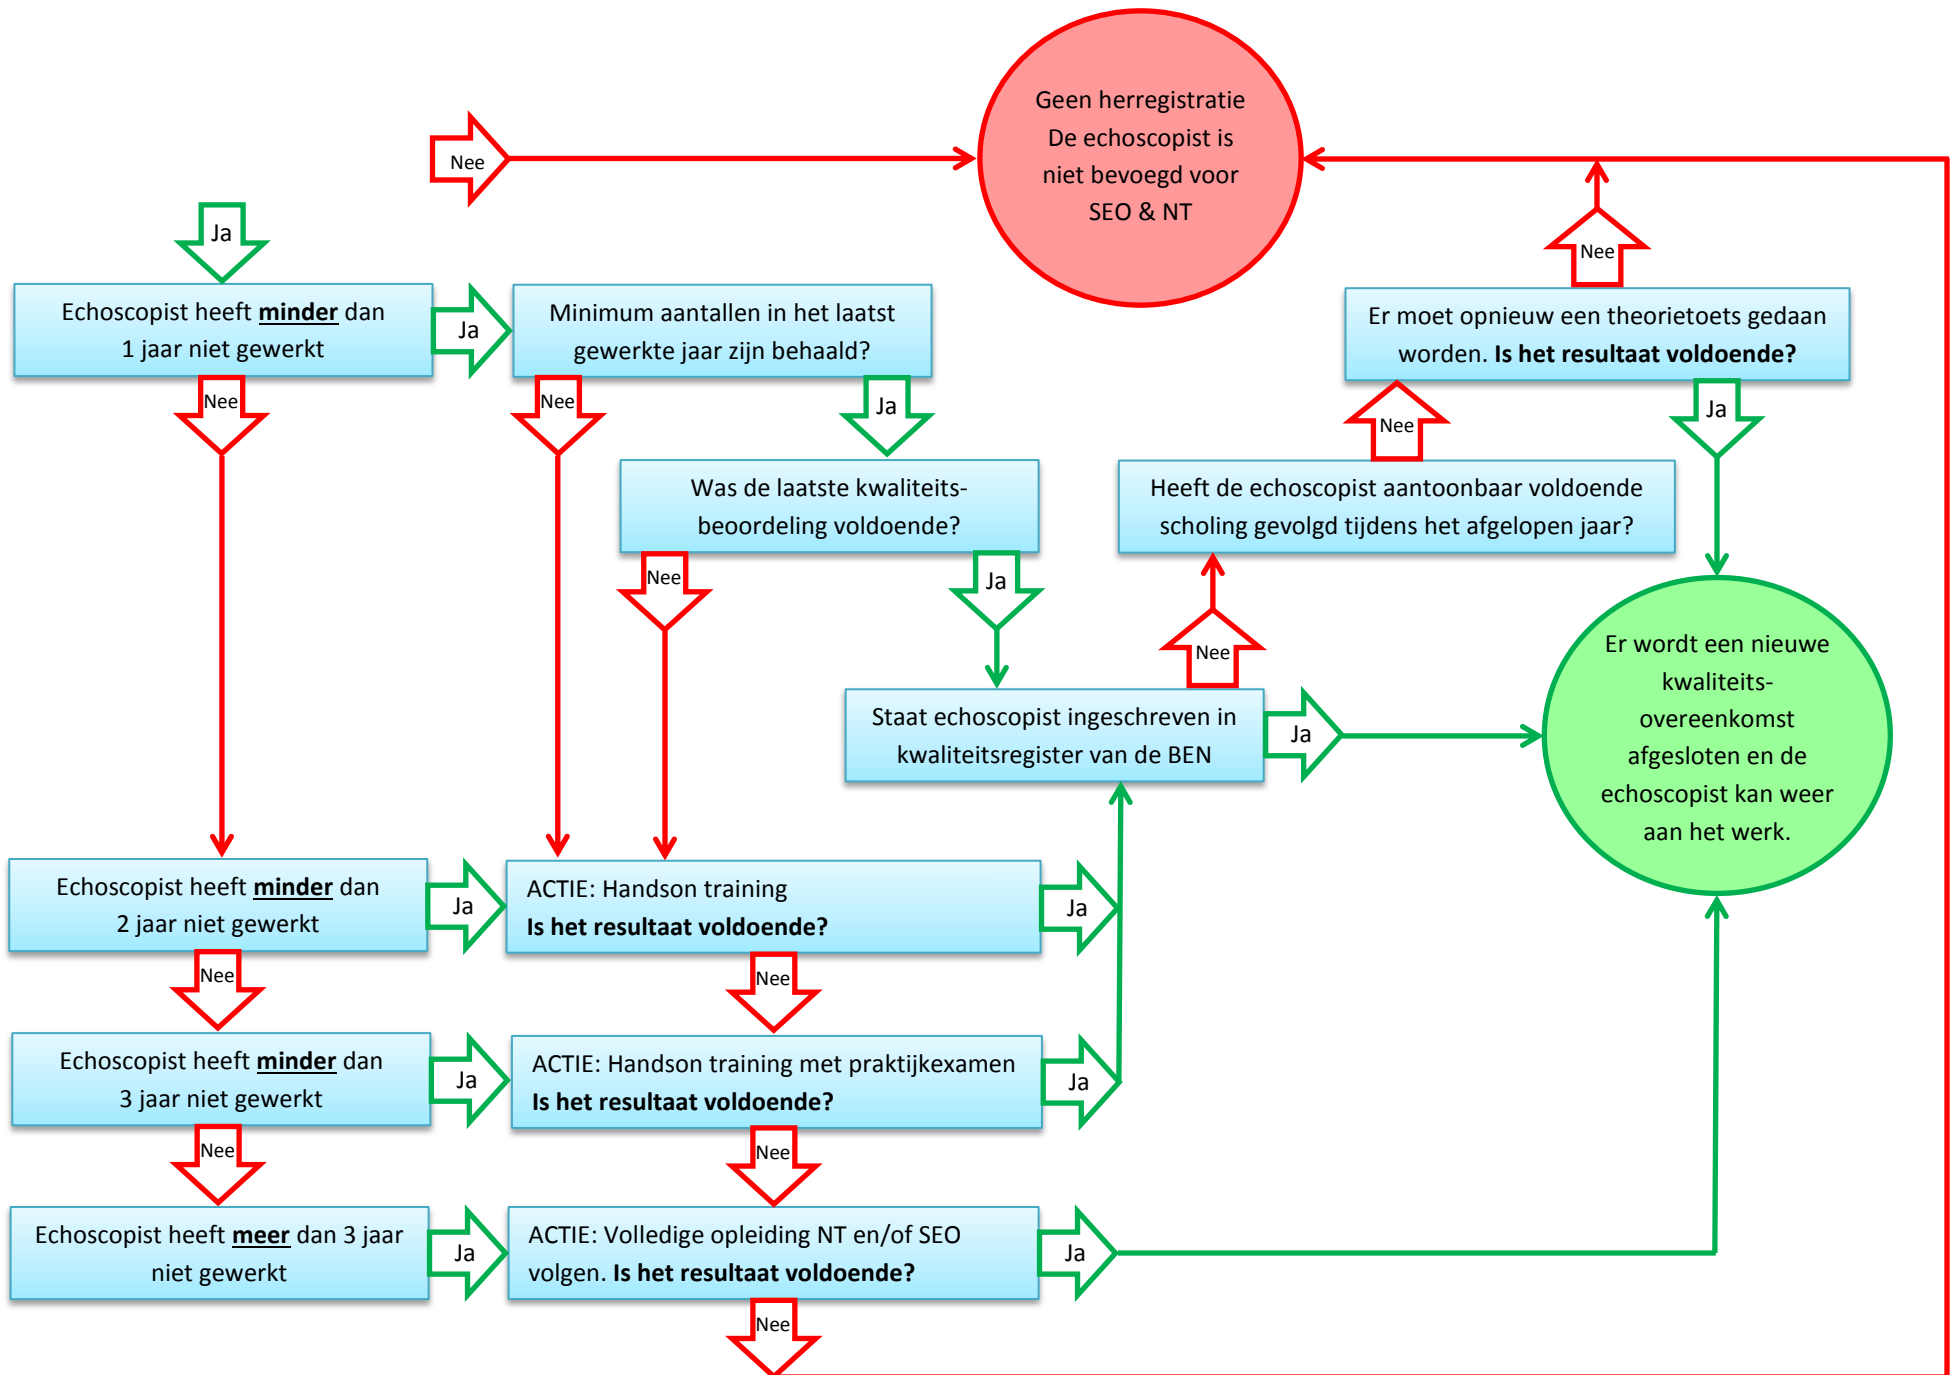 Geen herregistratie
De echoscopist is
niet bevoegd voor
SEO & NT
Nee
Ja
Nee
Echoscopist heeft minder dan
1 jaar niet gewerkt
Ja
Minimum aantallen in het laatst
gewerkte jaar zijn behaald?
Er moet opnieuw een theorietoets gedaan
worden. Is het resultaat voldoende?
Nee
Nee
Ja
Nee
Ja
Was de laatste kwaliteits-
beoordeling voldoende?
Heeft de echoscopist aantoonbaar voldoende
scholing gevolgd tijdens het afgelopen jaar?
Nee
Ja
Nee
Er wordt een nieuwe
kwaliteits-
overeenkomst
afgesloten en de
echoscopist kan weer
aan het werk.
Staat echoscopist ingeschreven in
kwaliteitsregister van de BEN
Ja
Echoscopist heeft minder dan
2 jaar niet gewerkt
Ja
ACTIE: Handson training
Is het resultaat voldoende?
Ja
Nee
Nee
Echoscopist heeft minder dan
3 jaar niet gewerkt
Ja
ACTIE: Handson training met praktijkexamen
Is het resultaat voldoende?
Ja
Nee
Nee
Echoscopist heeft meer dan 3 jaar
niet gewerkt
Ja
ACTIE: Volledige opleiding NT en/of SEO
volgen. Is het resultaat voldoende?
Ja
Nee